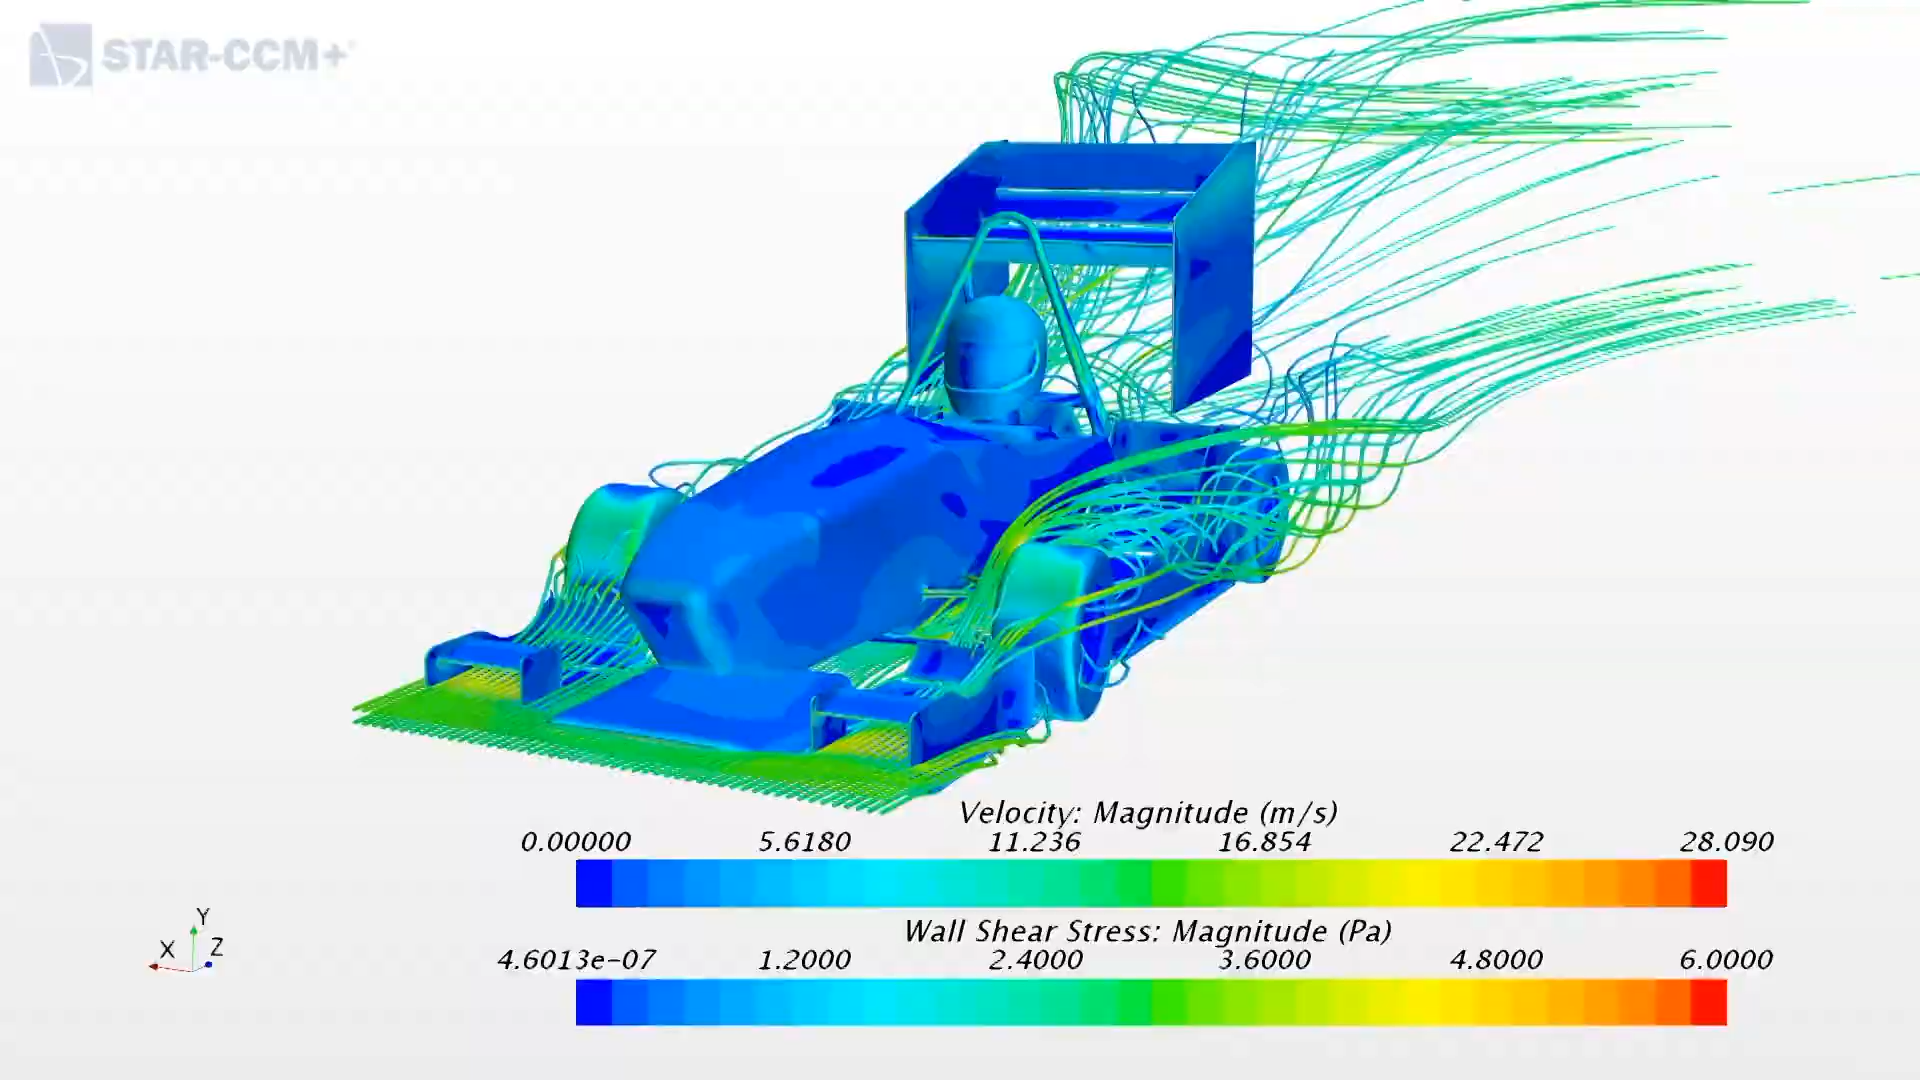 STAR-CCM+
Velocity: Magnitude (m/s)
0.00000 5.6180 11.236 16.854 22.472 28.090
Wall Shear Stress: Magnitude (Pa)
4.6013e-07 1.2000 2.4000 3.6000 4.8000 6.0000
Y
X Z